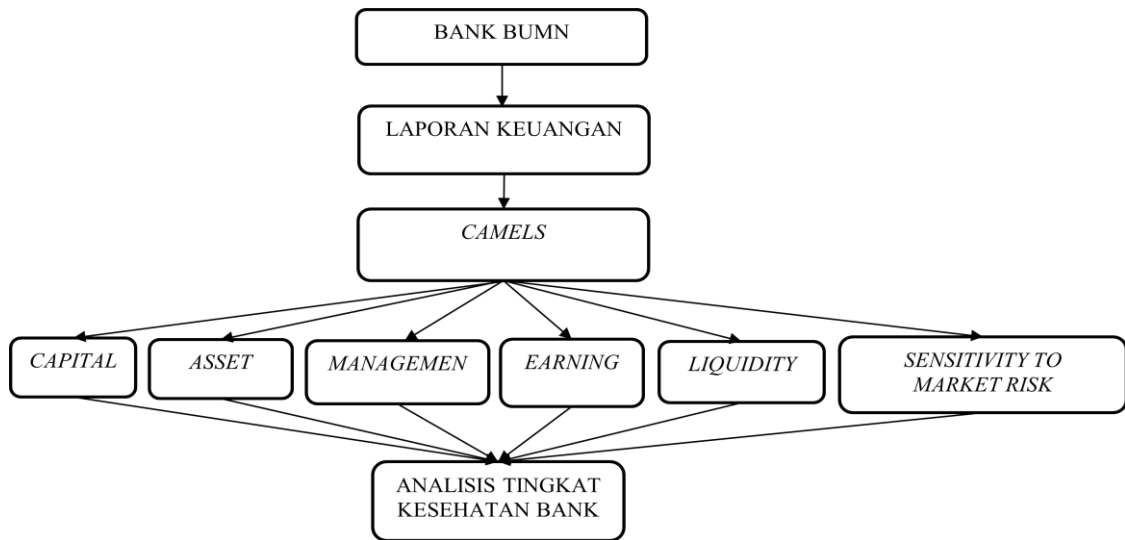 BANK BUMN
LAPORAN KEUANGAN
CAMELS
CAPITAL
ASSET
MANAGEMEN
EARNING
LIQUIDITY
SENSITIVITY TO
MARKET RISK
ANALISIS TINGKAT
KESEHATAN BANK